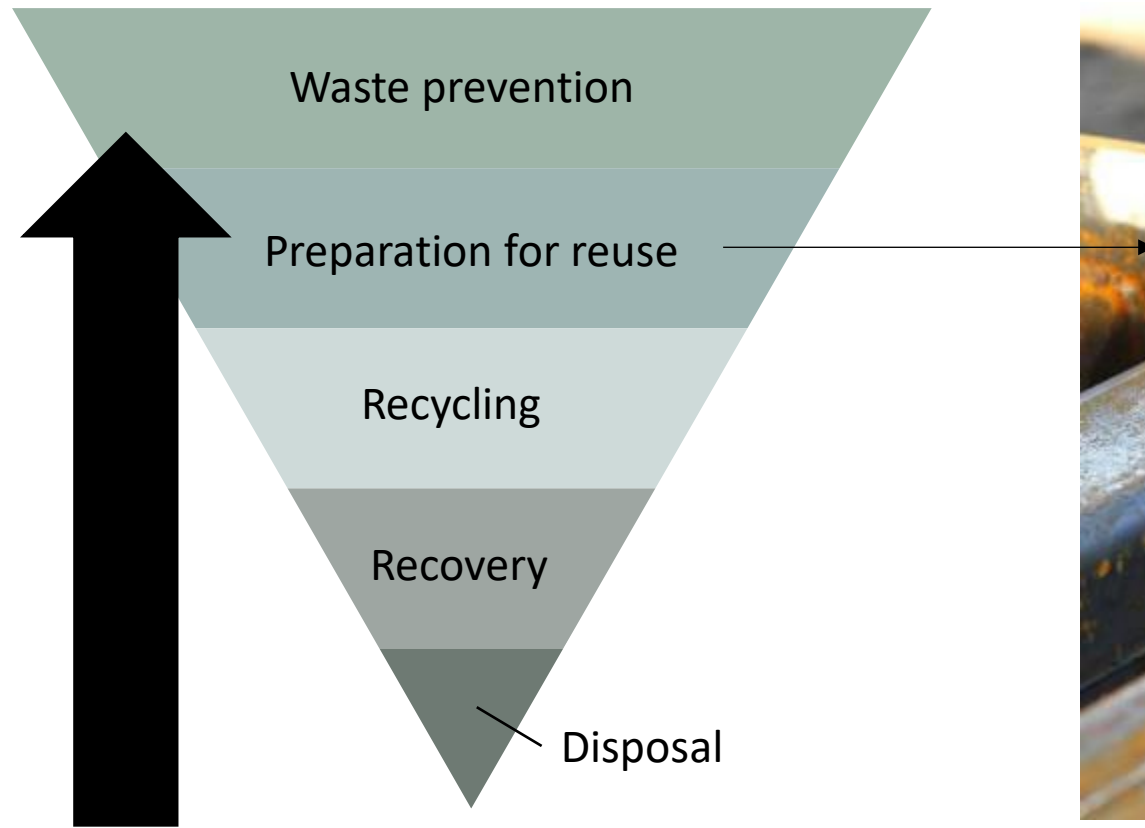 Waste prevention
Preparation for reuse
Recycling
Recovery
Disposal